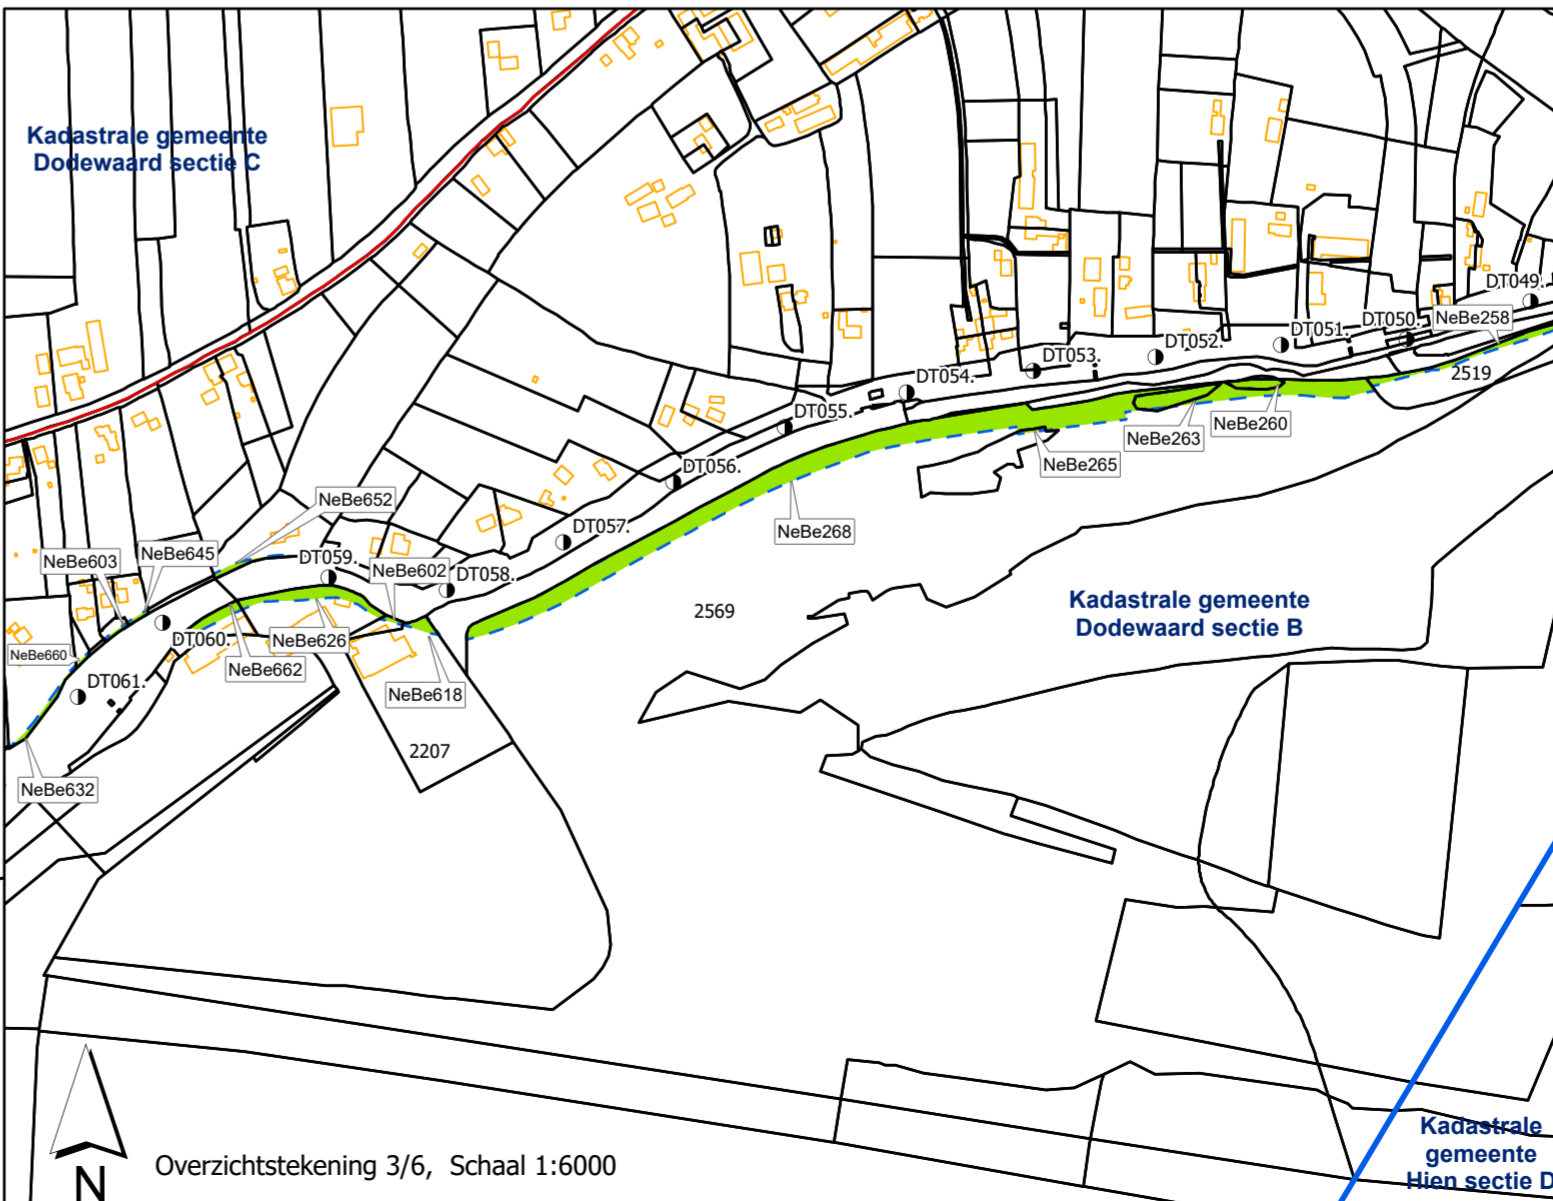 Kadastrale gemeente
Dodewaard sectie C
DT049.
DT050.
NeBe258
DT051.
DT052.
DT053.
2519
DT054.
DT055.
NeBe260
NeBe263
NeBe265
DT056.
NeBe652
NeBe268
DT057.
NeBe645
NeBe603
DT059.
NeBe602
DT058.
2569
Kadastrale gemeente
Dodewaard sectie B
DT060.
NeBe626
NeBe660
NeBe662
DT061.
NeBe618
2207
NeBe632
Kadastrale
gemeente
Hien sectie D
Overzichtstekening 3/6, Schaal 1:6000
N